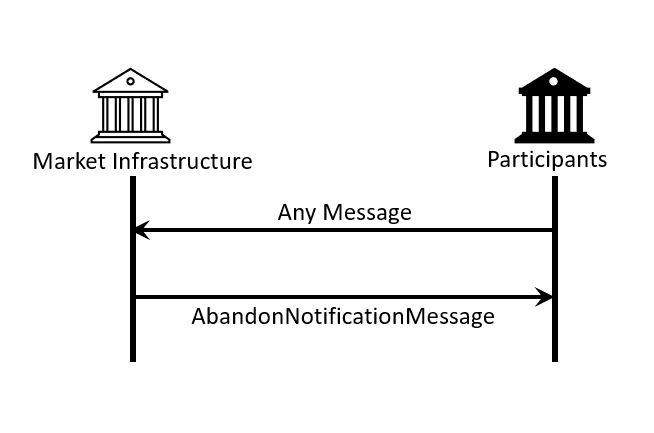 Market Infrastructure
Participants
Any Message
AbandonNotificationMessage